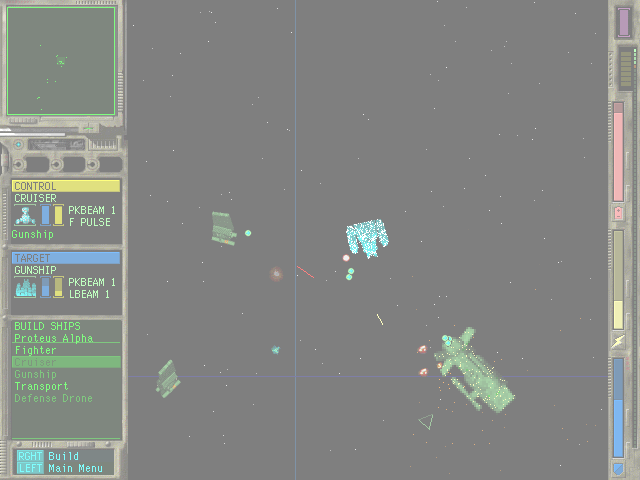 CONTROL
CRUISER
PKBEAM 1
F PULSE
Gunship
TARGET
GUNSHIP
PKBEAM 1
LBEAM 1
BUILD SHIPS
Proteus Alpha
Fighter
Cruiser
Gunship
Transport
Defense Drone
RGHT Build
LEFT Main Menu